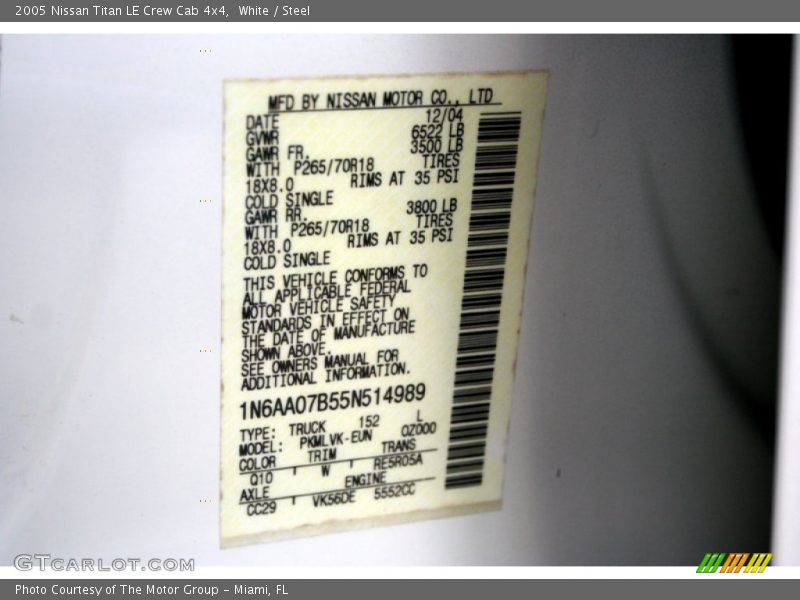 2005 Nissan Titan LE Crew Cab 4x4,  White / Steel
MFD BY NISSAN MOTOR CO., LTD
DATE 12/04
GVWR 6522 LB
GAWR FR. 3500 LB
WITH P265/70R18 TIRES
18X8.0 RIMS AT 35 PSI
COLD SINGLE
GAWR RR. 3800 LB
WITH P265/70R18 TIRES
18X8.0 RIMS AT 35 PSI
COLD SINGLE
THIS VEHICLE CONFORMS TO
ALL APPLICABLE FEDERAL
MOTOR VEHICLE SAFETY
STANDARDS IN EFFECT ON
THE DATE OF MANUFACTURE
SHOWN ABOVE.
SEE OWNERS MANUAL FOR
ADDITIONAL INFORMATION.
1N6AA07B55N514989
TYPE: TRUCK 152 L
MODEL: PKMLVK-EUN OZ000
COLOR TRIM TRANS
Q10 W RE5R05A
AXLE ENGINE
CC29 VK56DE 5552CC
GTCARLOT.COM
Photo Courtesy of The Motor Group - Miami, FL